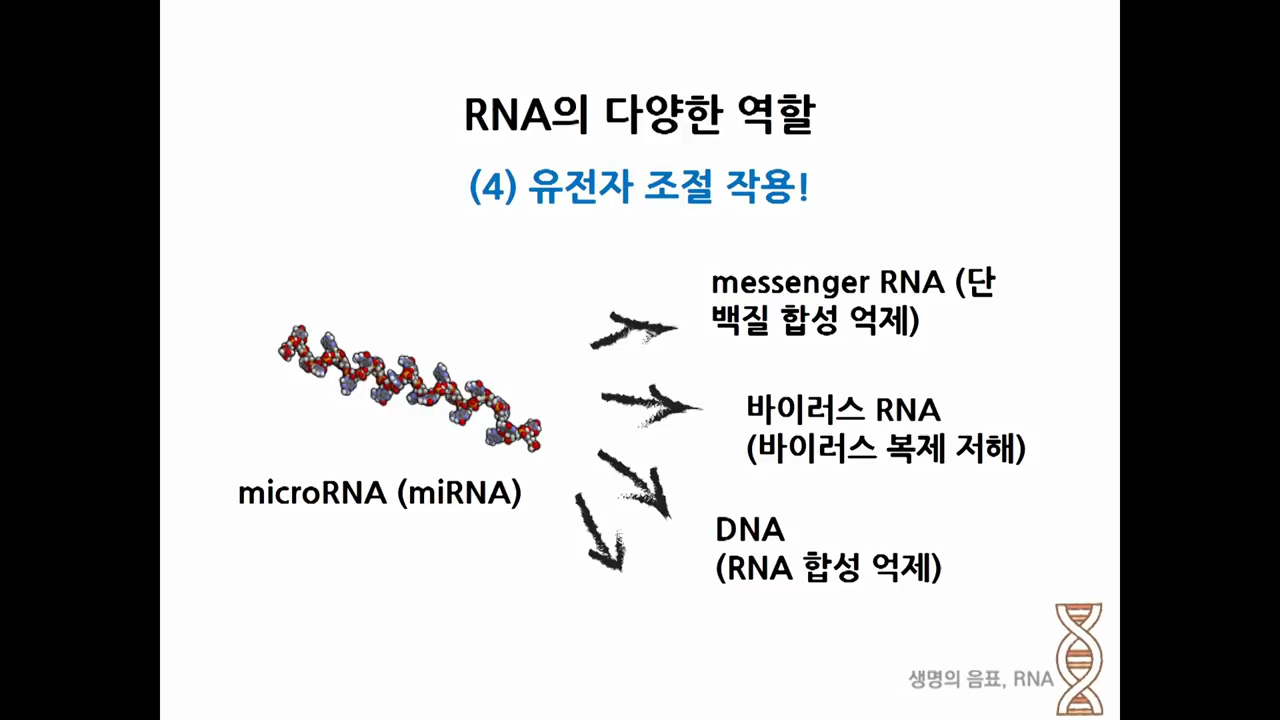 RNA의 다양한 역할
(4) 유전자 조절 작용!
messenger RNA (단
백질 합성 억제)
바이러스 RNA
(바이러스 복제 저해)
microRNA (miRNA)
DNA
(RNA 합성 억제)
생명의 음표, RNA